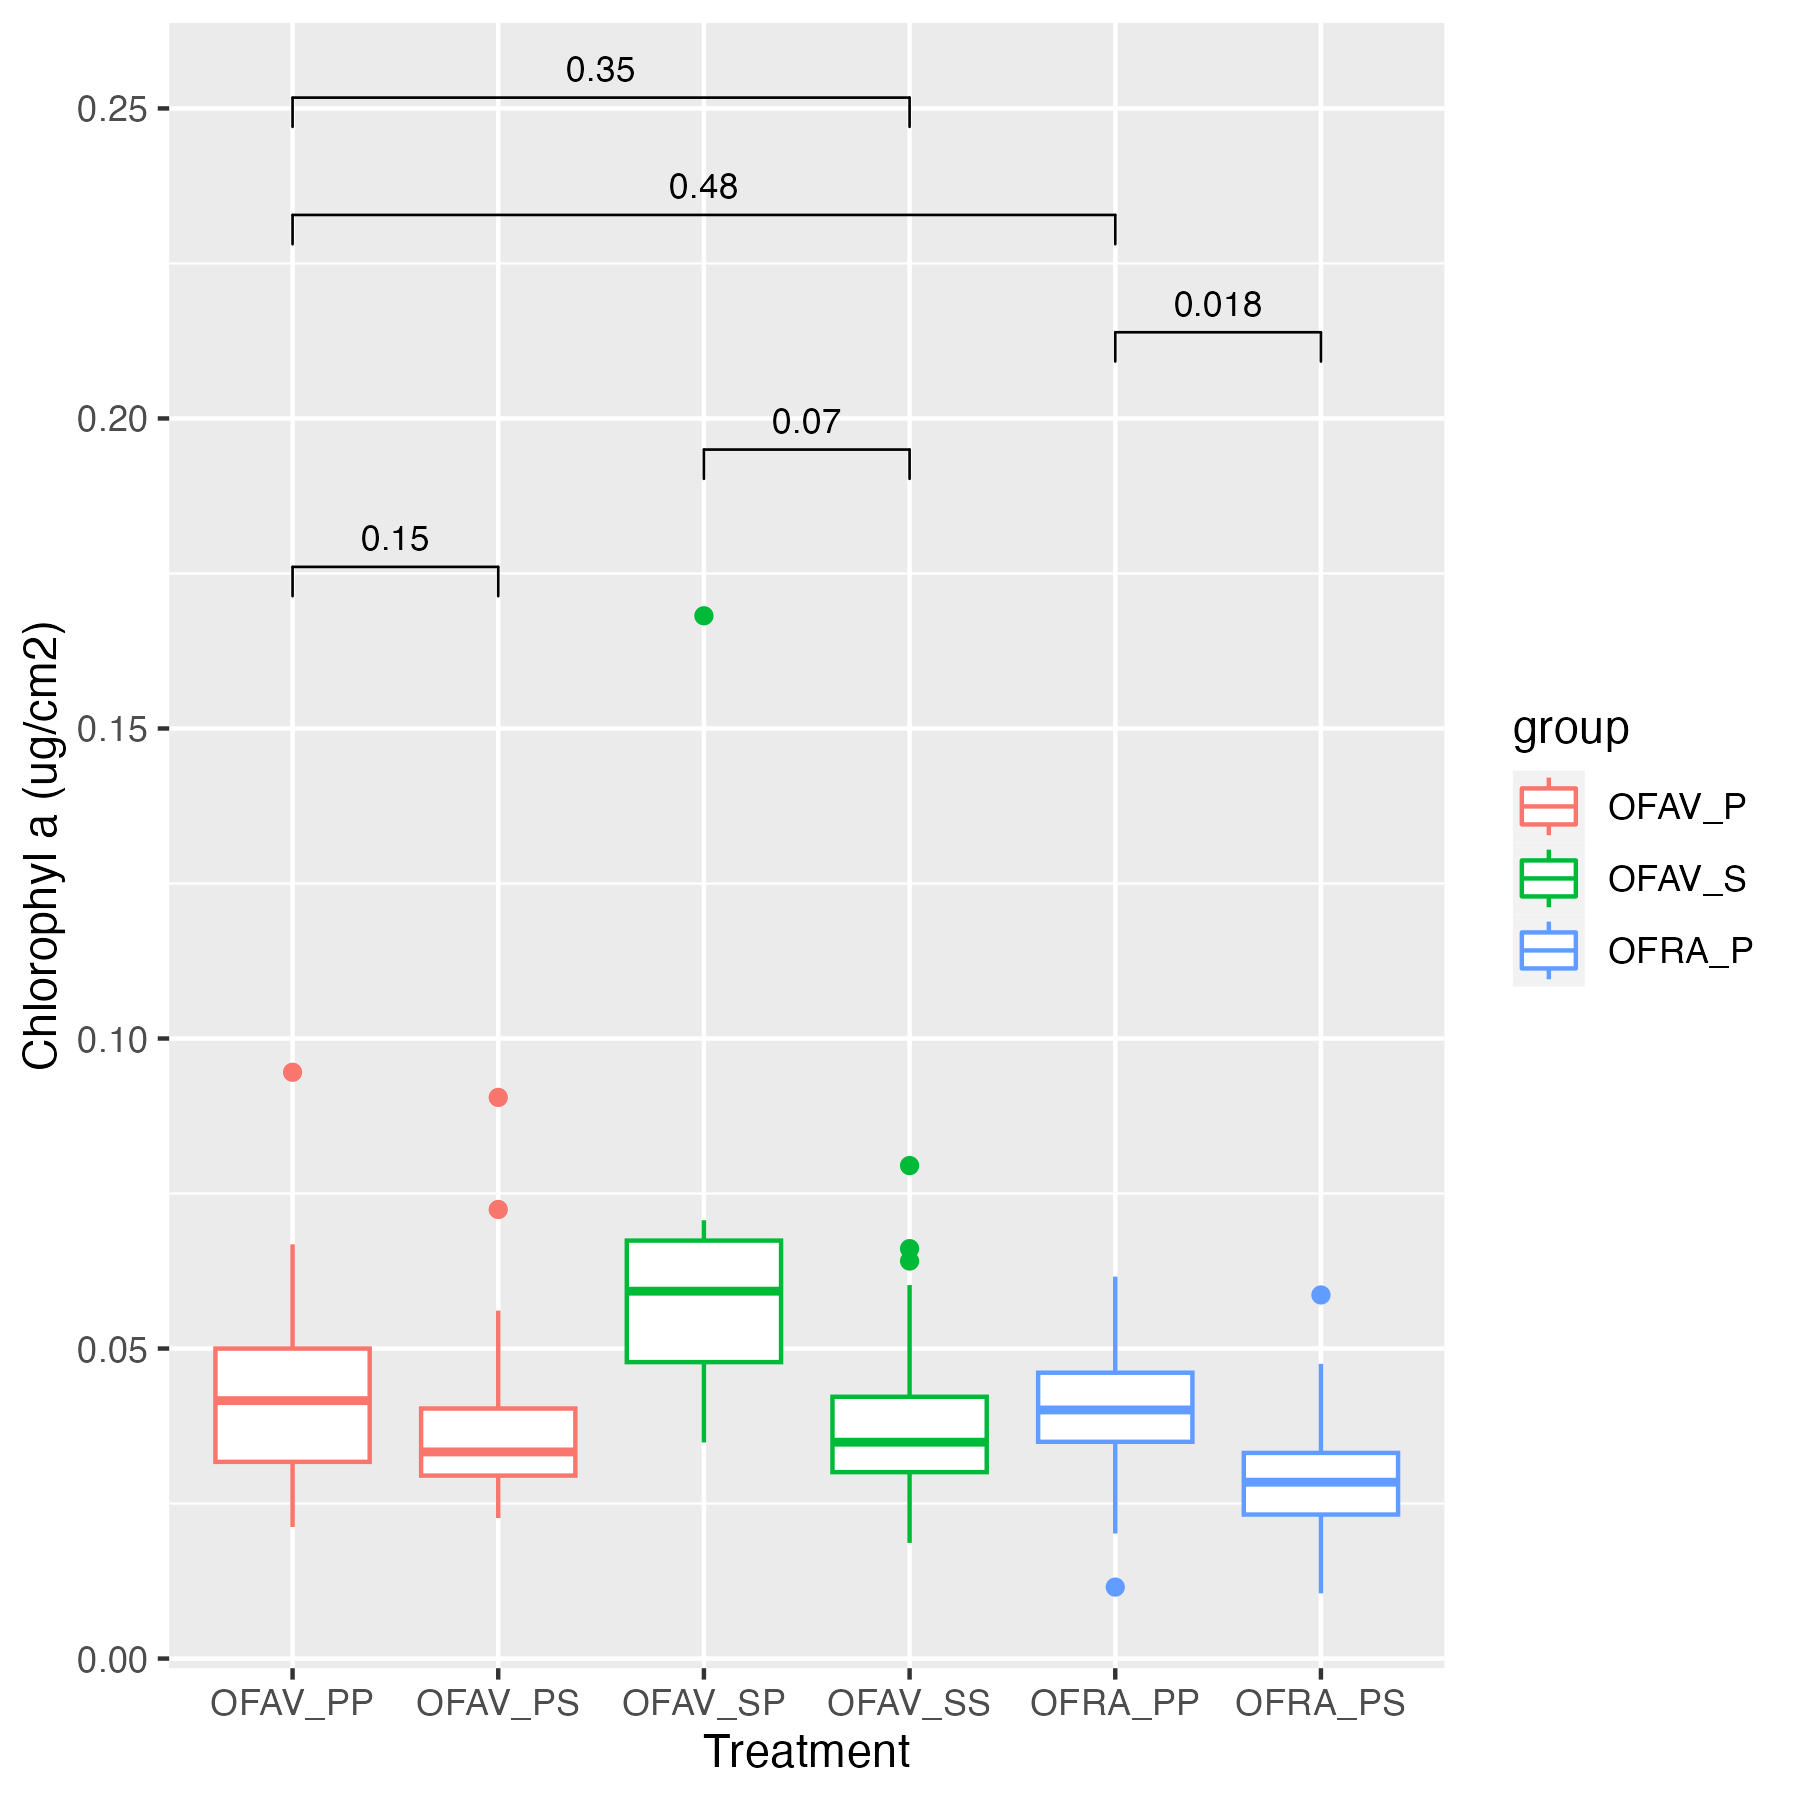 0.35
0.25
0.48
0.018
0.20
0.07
0.15
0.15
0.10
0.05
0.00
Chlorophyl a (ug/cm2)
OFAV_PP OFAV_PS OFAV_SP OFAV_SS OFRA_PP OFRA_PS
Treatment
group
OFAV_P
OFAV_S
OFRA_P